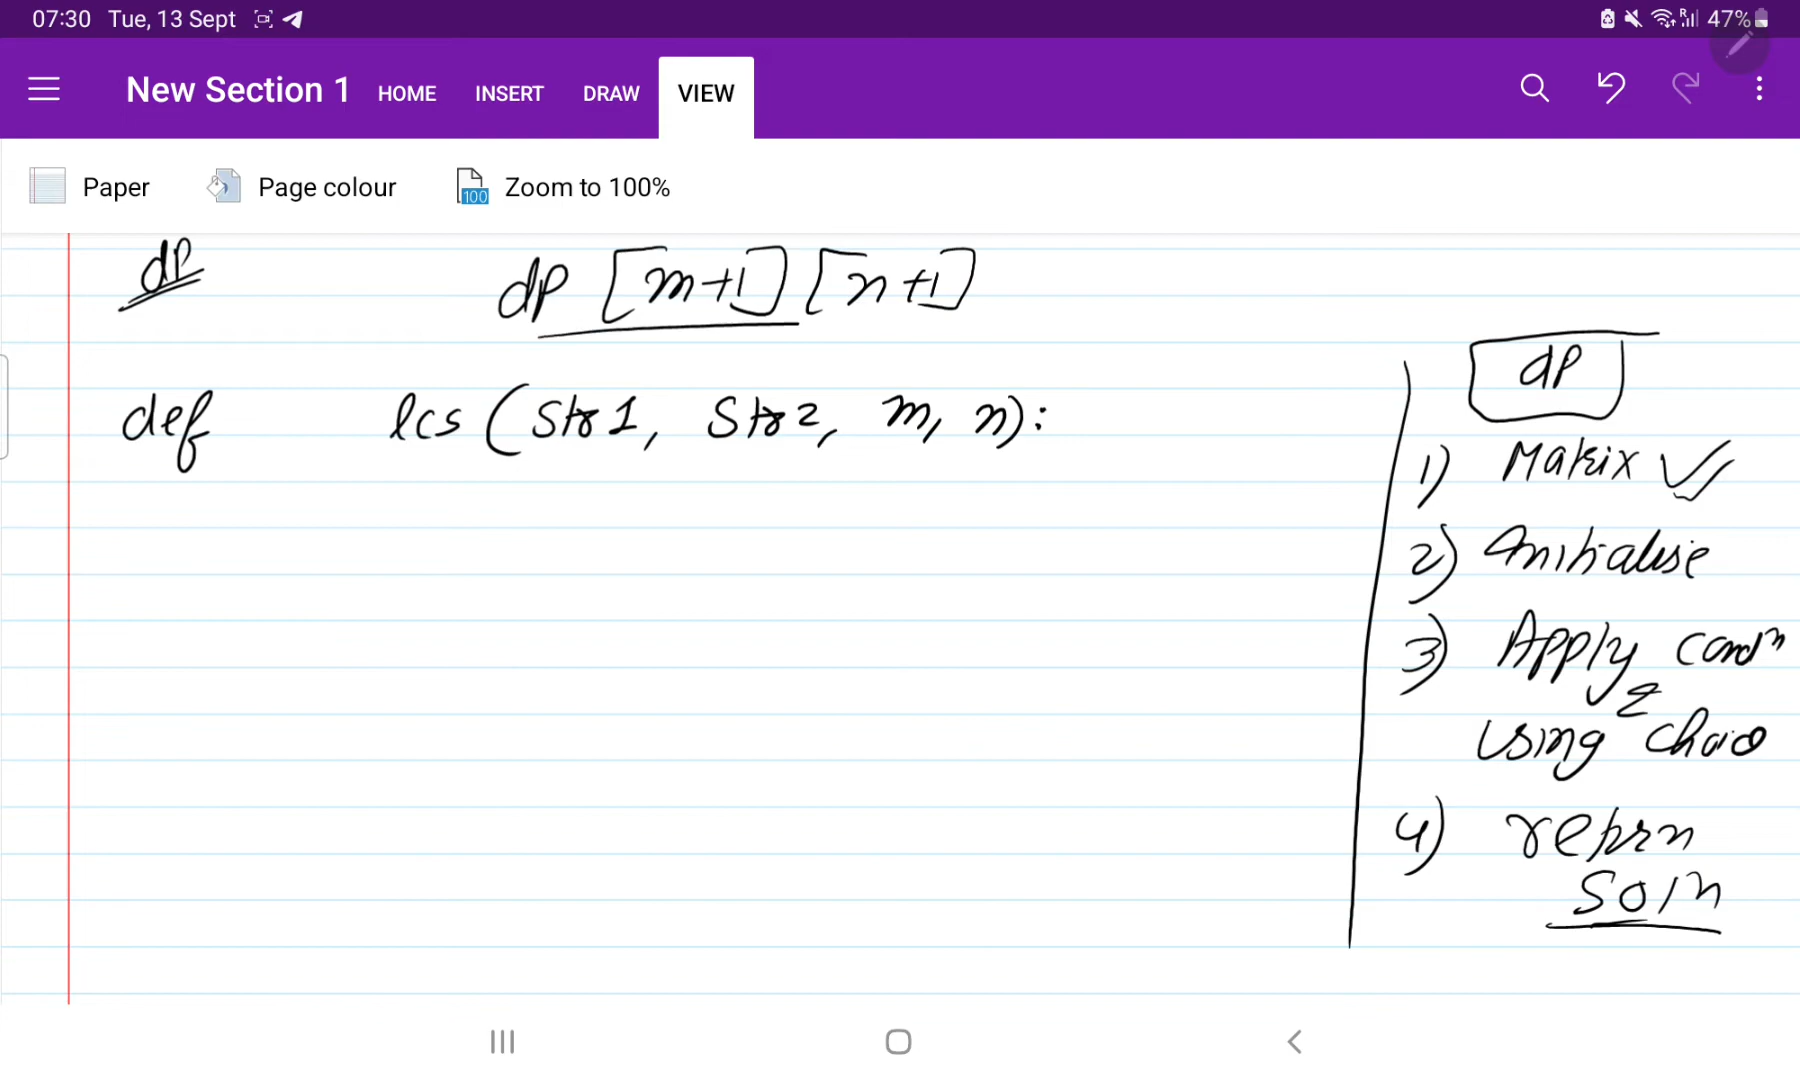 07:30 Tue, 13 Sept 47%
New Section 1 HOME INSERT DRAW VIEW
Paper Page colour 100 Zoom to 100%
dp dp [m+1] [n+1]
def lcs (str1, str2, m, n):
dp
1) Matrix
2) Initialise
3) Apply condn
&
using choice
4) return
soln